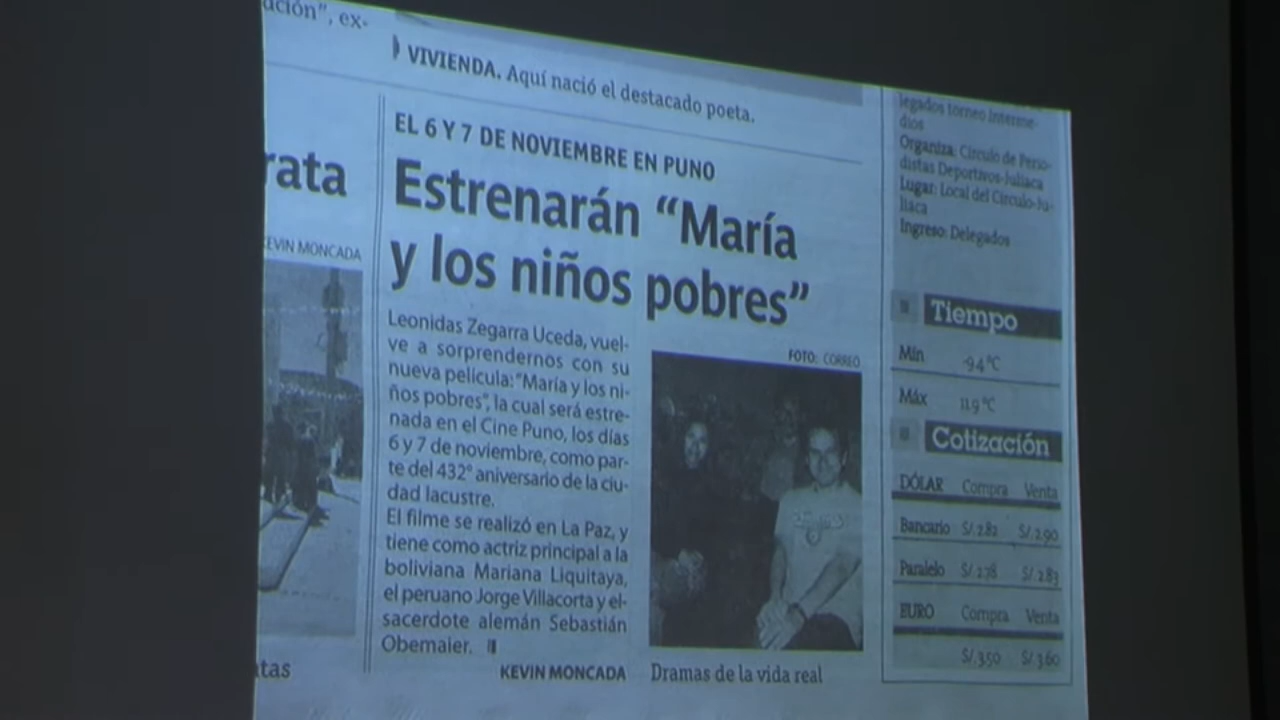 ación", ex-
VIVIENDA. Aquí nació el destacado poeta.
rata
KEVIN MONCADA
tas
EL 6 Y 7 DE NOVIEMBRE EN PUNO
Estrenarán "María
y los niños pobres"
Leonidas Zegarra Uceda, vuel-
ve a sorprendernos con su
nueva película: "María y los ni-
ños pobres", la cual será estre-
nada en el Cine Puno, los días
6 y 7 de noviembre, como par-
te del 432° aniversario de la ciu-
dad lacustre.
El filme se realizó en La Paz, y
tiene como actriz principal a la
boliviana Mariana Liquitaya,
el peruano Jorge Villacorta y el-
sacerdote alemán Sebastián
Obemaier.
KEVIN MONCADA
FOTO: CORREO
Dramas de la vida real
legados torneo Interme-
dios
Organiza: Círculo de Perio-
distas Deportivos-Juliaca
Lugar: Local del Círculo-Ju-
liaca
Ingreso: Delegados
Tiempo
Mín -9.4°C
Máx 11.9°C
Cotización
DÓLAR Compra Venta
Bancario S/.2.82 S/.2.90
Paralelo S/.2.78 S/.2.83
EURO Compra Venta
S/.3.50 S/.3.60